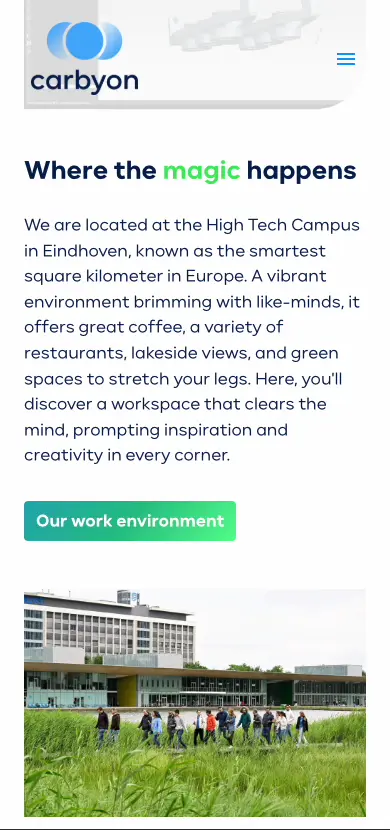 carbyon
Where the magic happens
We are located at the High Tech Campus
in Eindhoven, known as the smartest
square kilometer in Europe. A vibrant
environment brimming with like-minds, it
offers great coffee, a variety of
restaurants, lakeside views, and green
spaces to stretch your legs. Here, you'll
discover a workspace that clears the
mind, prompting inspiration and
creativity in every corner.
Our work environment